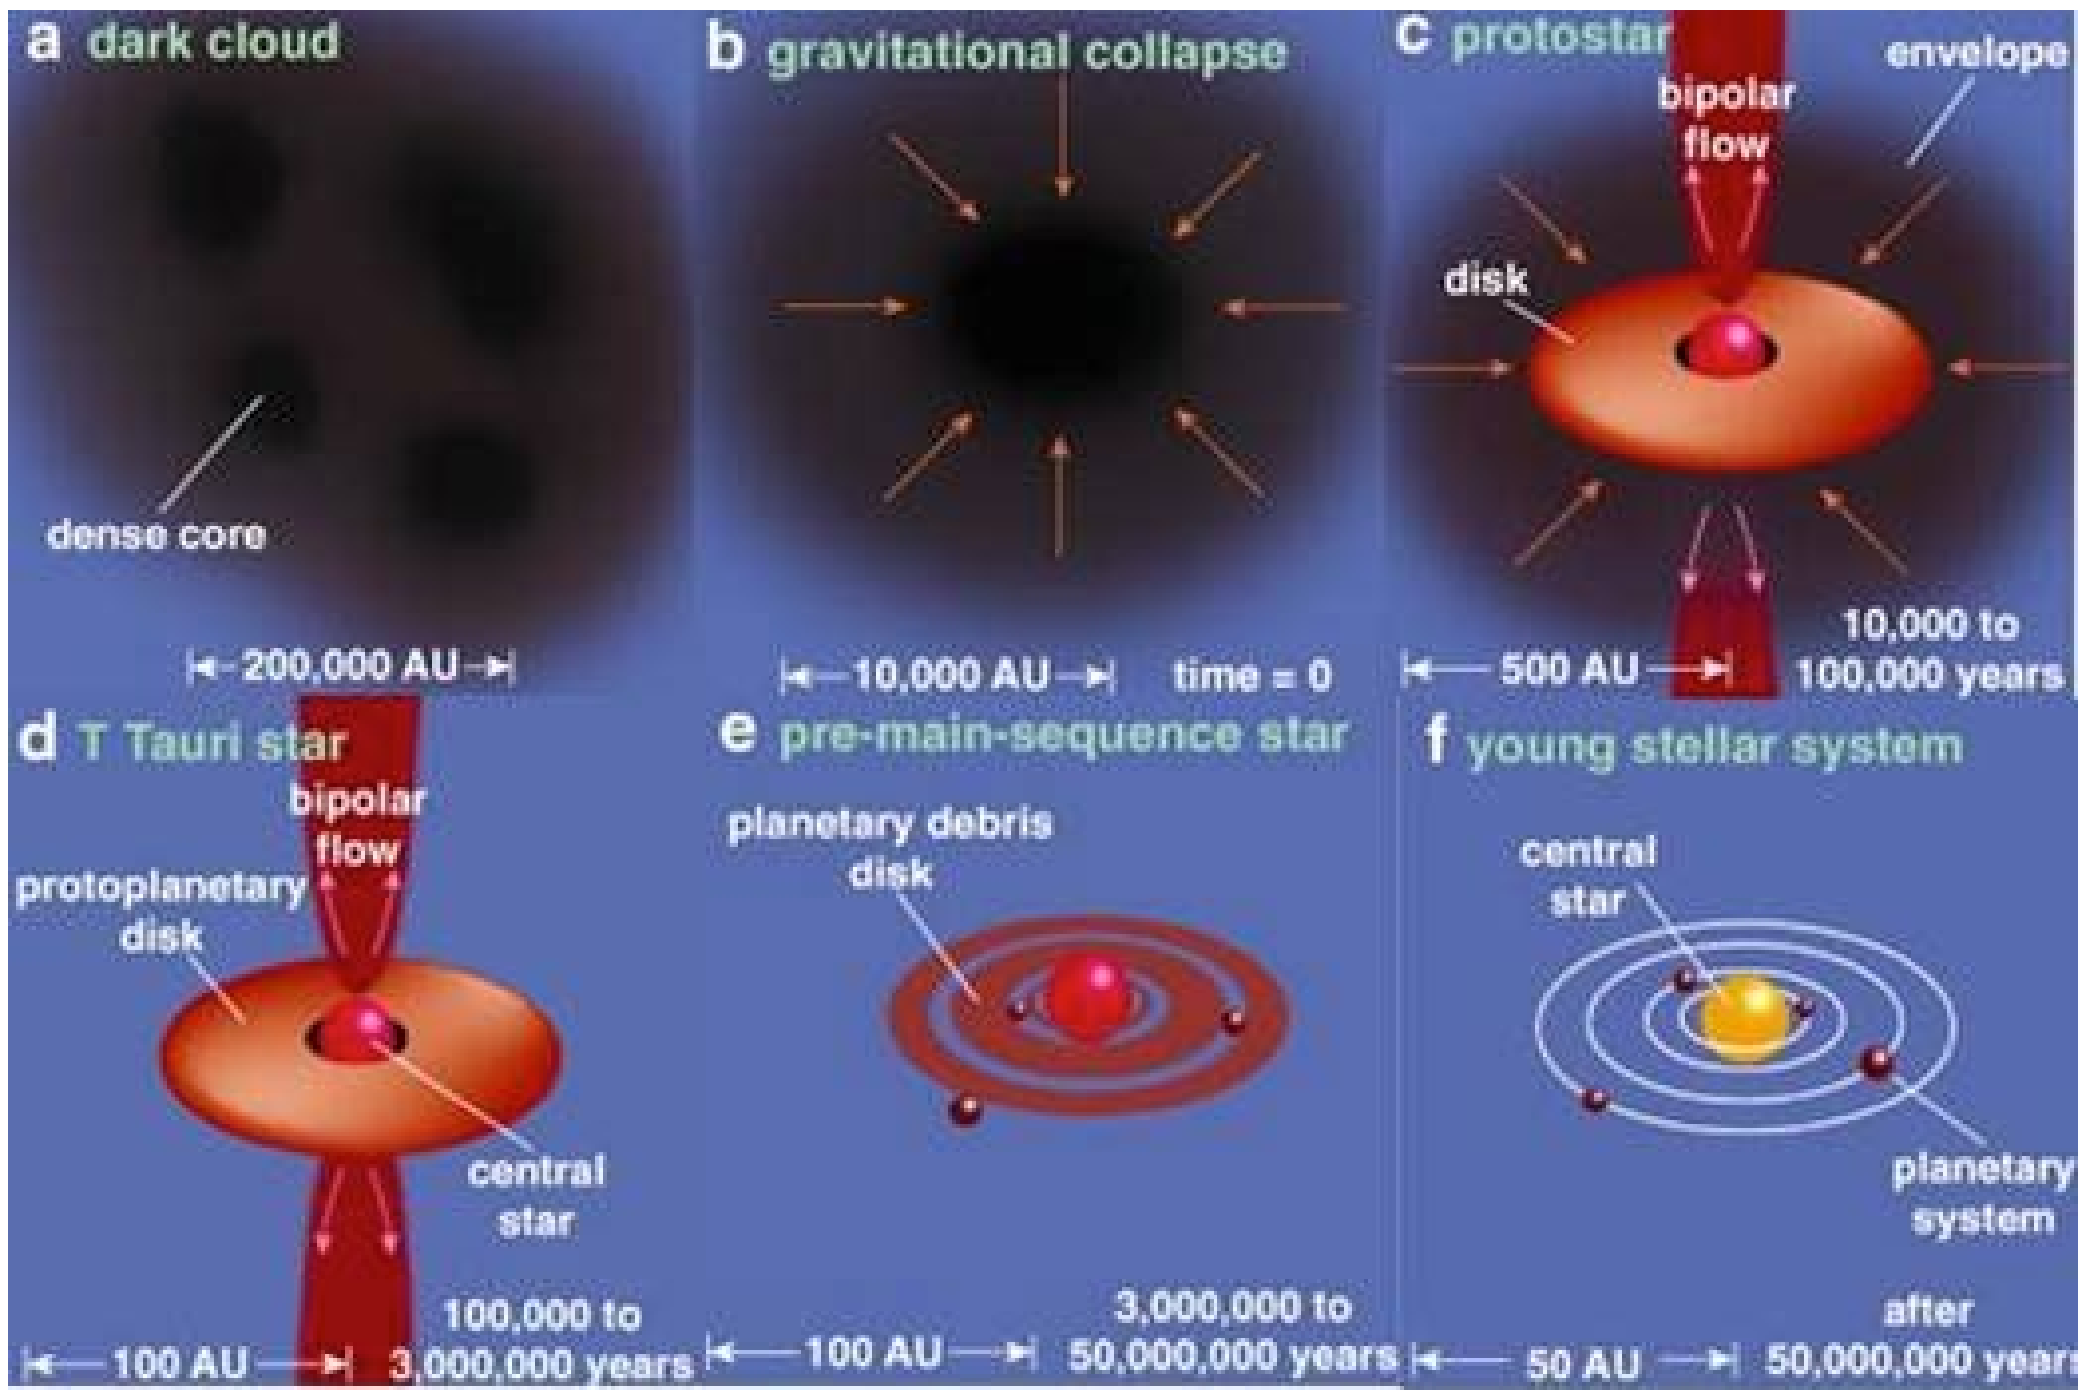 a dark cloud
dense core
200,000 AU
b gravitational collapse
10,000 AU
time = 0
c protostar
envelope
bipolar
flow
disk
10,000 to
500 AU
100,000 years
d T Tauri star
bipolar
flow
protoplanetary
disk
central
star
100,000 to
100 AU
3,000,000 years
e pre-main-sequence star
planetary debris
disk
3,000,000 to
100 AU
50,000,000 years
f young stellar system
central
star
planetary
system
after
50 AU
50,000,000 years